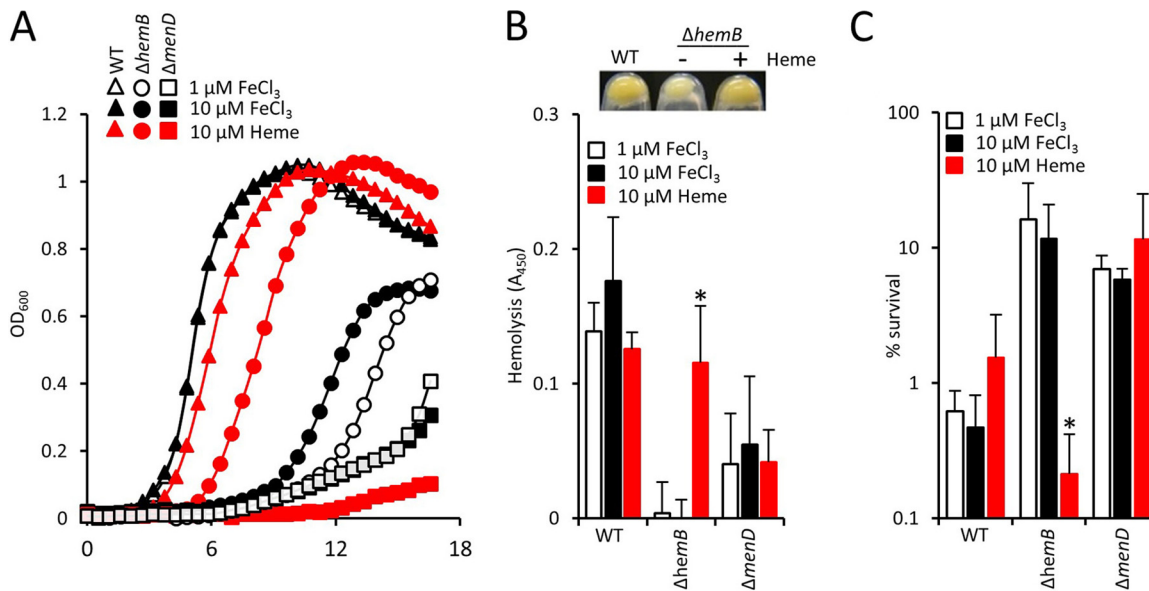 A
WT
ΔhemB
ΔmenD
1 µM FeCl₃
10 µM FeCl₃
10 µM Heme
1.2
1
0.8
0.6
0.4
0.2
0
OD₆₀₀
0 6 12 18
B
ΔhemB
WT - + Heme
0.3
0.2
0.1
0
Hemolysis (A₄₅₀)
1 µM FeCl₃
10 µM FeCl₃
10 µM Heme
*
WT
ΔhemB
ΔmenD
C
100
10
1
0.1
% survival
1 µM FeCl₃
10 µM FeCl₃
10 µM Heme
*
WT
ΔhemB
ΔmenD